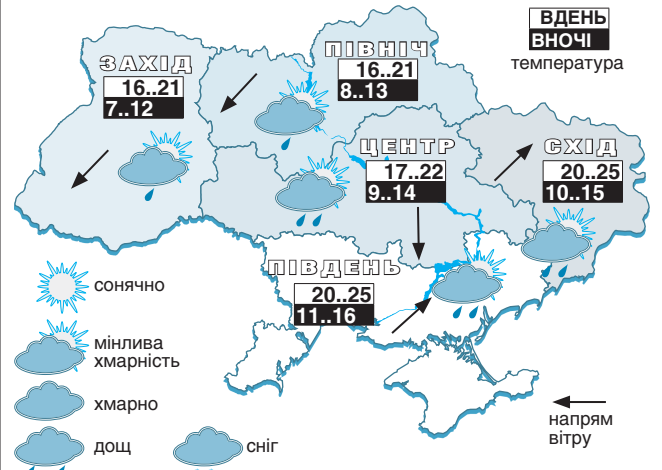 ВДЕНЬ
ВНОЧІ
температура
ЗАХІД
16..21
7..12
ПІВНІЧ
16..21
8..13
ЦЕНТР
17..22
9..14
СХІД
20..25
10..15
ПІВДЕНЬ
20..25
11..16
сонячно
мінлива
хмарність
хмарно
дощ
сніг
напрям
вітру